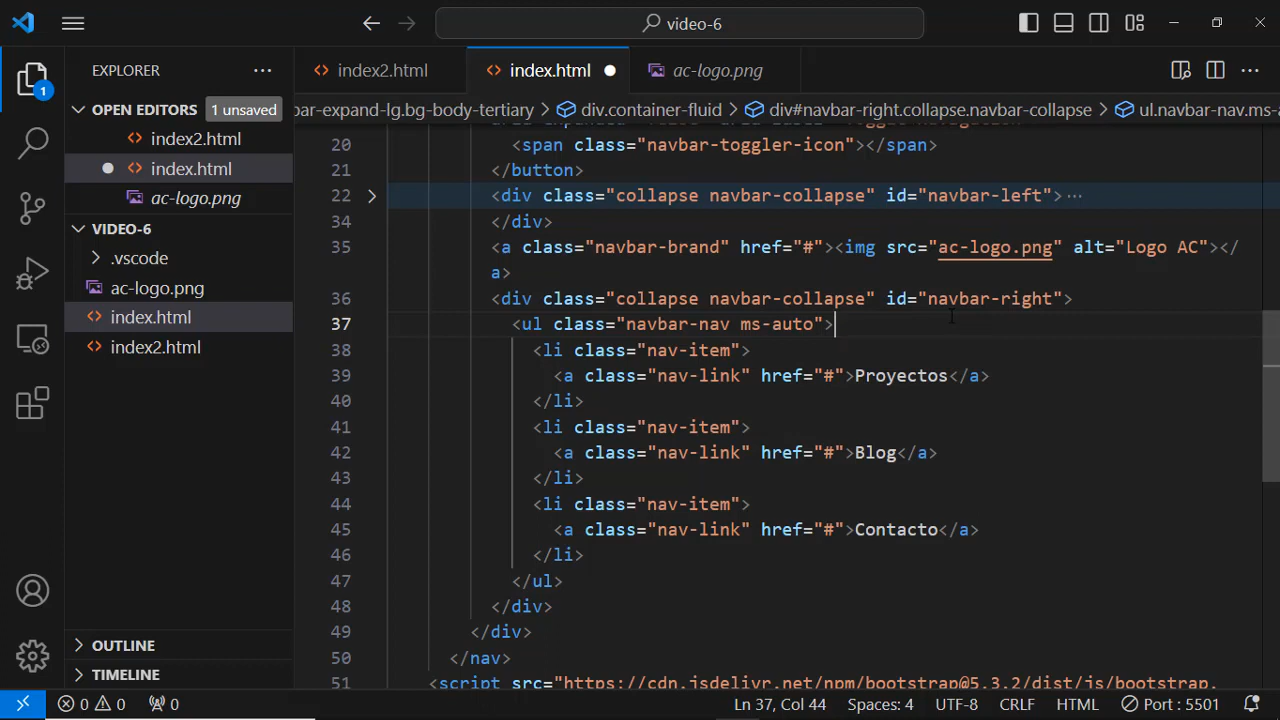 video-6
EXPLORER
index2.html
index.html
ac-logo.png
OPEN EDITORS 1 unsaved
index2.html
index.html
ac-logo.png
VIDEO-6
.vscode
ac-logo.png
index.html
index2.html
OUTLINE
TIMELINE
1
bar-expand-lg.bg-body-tertiary > div.container-fluid > div#navbar-right.collapse.navbar-collapse > ul.navbar-nav.ms-a
20 <span class="navbar-toggler-icon"></span>
21 </button>
22 <div class="collapse navbar-collapse" id="navbar-left">⋯
34 </div>
35 <a class="navbar-brand" href="#"><img src="ac-logo.png" alt="Logo AC"></
a>
36 <div class="collapse navbar-collapse" id="navbar-right">
37 <ul class="navbar-nav ms-auto">
38 <li class="nav-item">
39 <a class="nav-link" href="#">Proyectos</a>
40 </li>
41 <li class="nav-item">
42 <a class="nav-link" href="#">Blog</a>
43 </li>
44 <li class="nav-item">
45 <a class="nav-link" href="#">Contacto</a>
46 </li>
47 </ul>
48 </div>
49 </div>
50 </nav>
51 <script src="https://cdn.jsdelivr.net/npm/bootstrap@5.3.2/dist/js/bootstrap.
0 0 0 Ln 37, Col 44 Spaces: 4 UTF-8 CRLF HTML Port : 5501